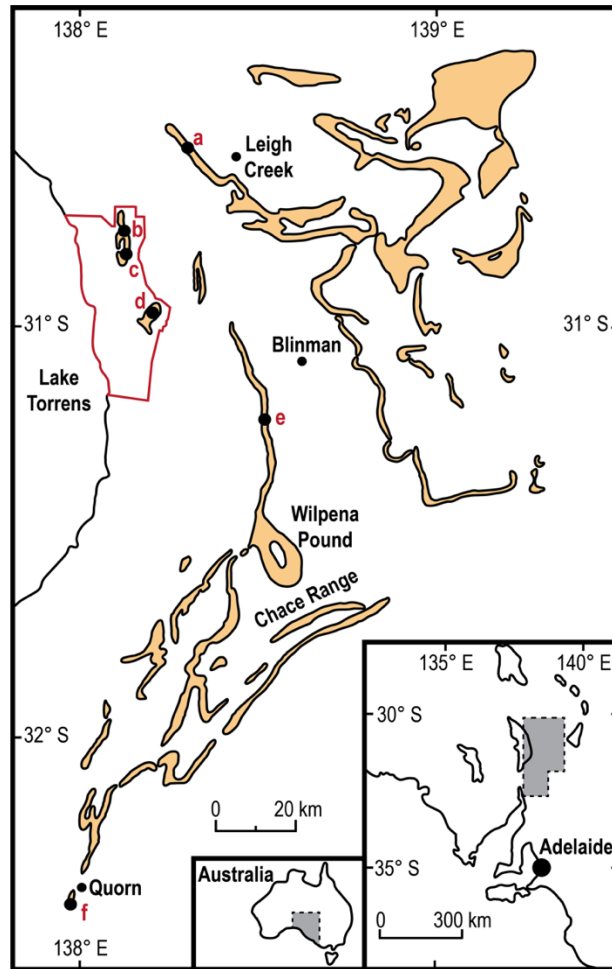 138° E
139° E
a
Leigh
Creek
b
c
d
31° S
31° S
Blinman
Lake
Torrens
e
Wilpena
Pound
Chace Range
32° S
0 20 km
Quorn
f
138° E
Australia
135° E
140° E
30° S
Adelaide
35° S
0 300 km